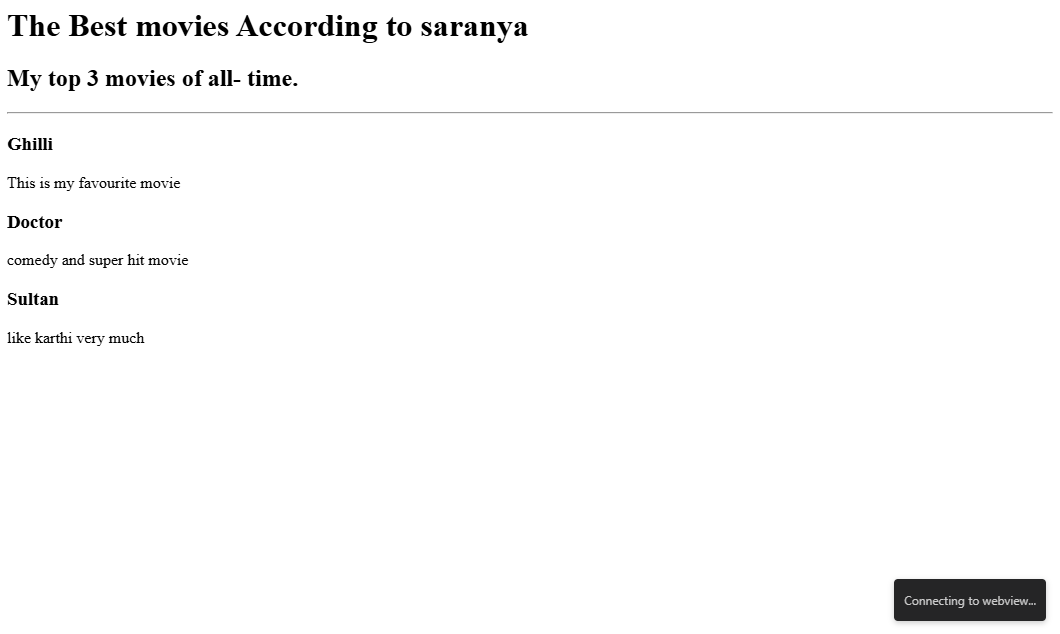 The Best movies According to saranya
My top 3 movies of all- time.
Ghilli
This is my favourite movie
Doctor
comedy and super hit movie
Sultan
like karthi very much
Connecting to webview...